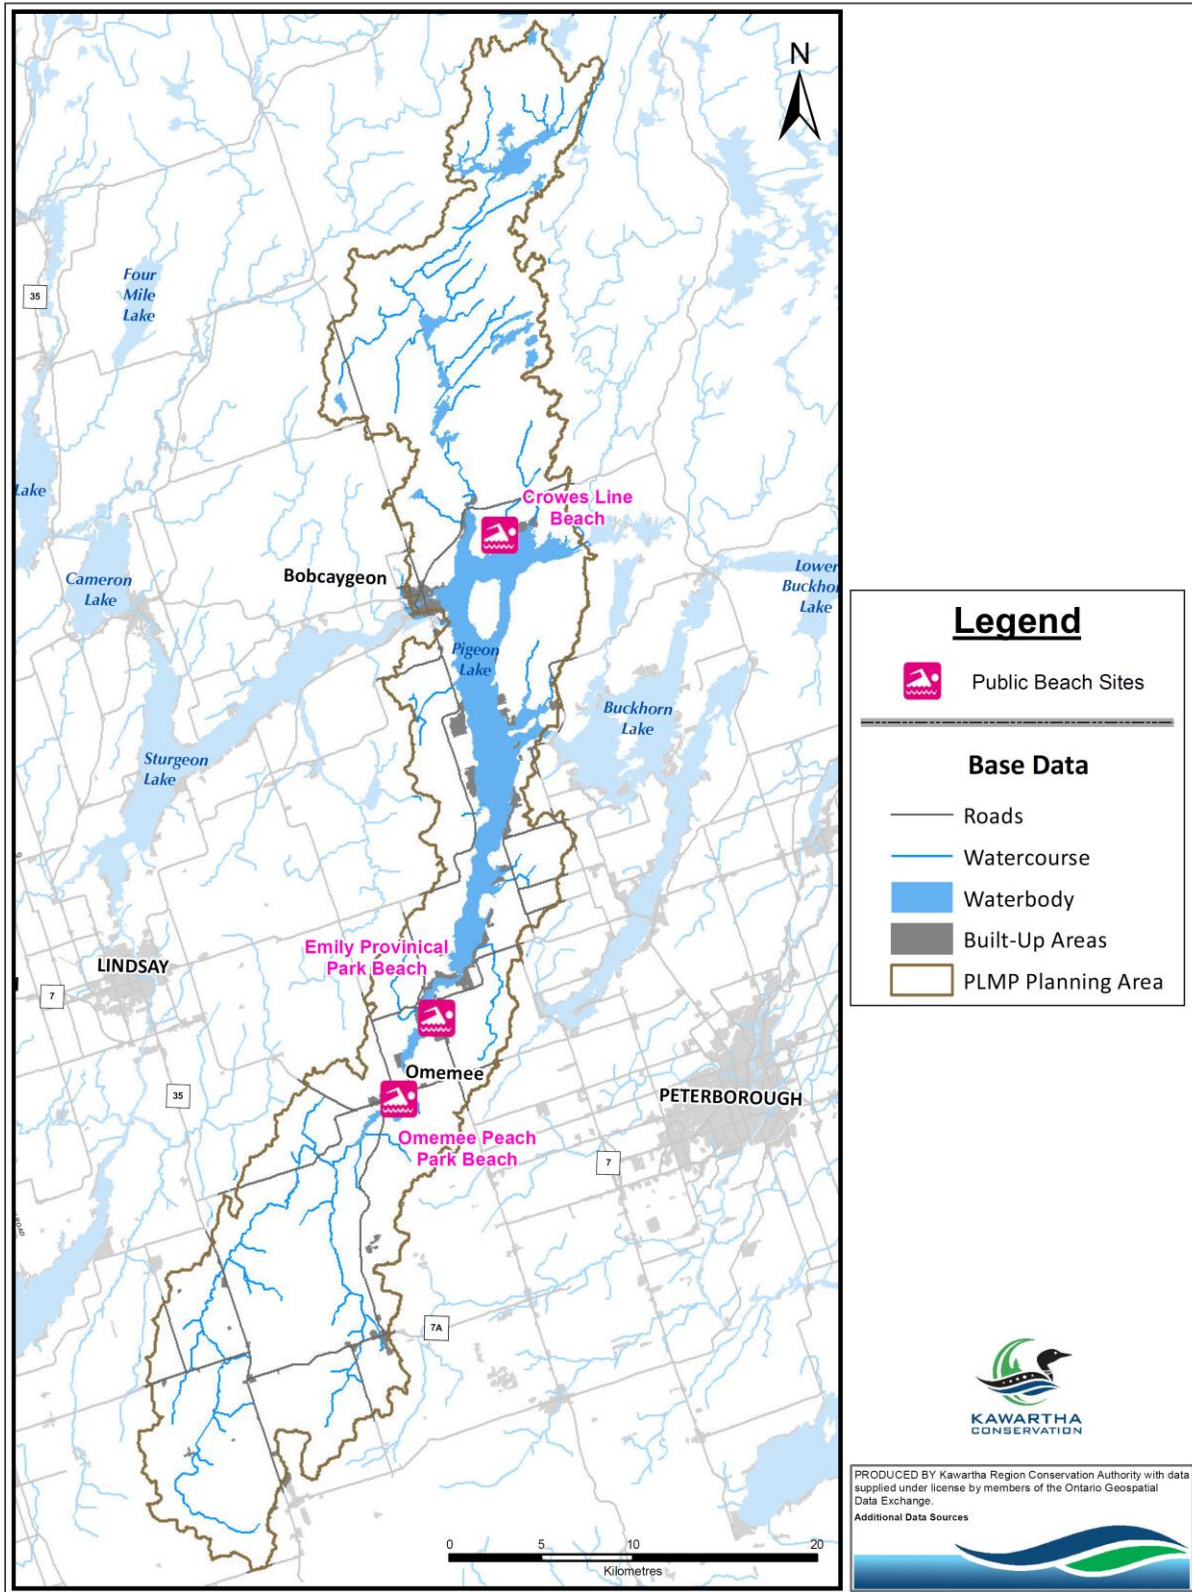 N
Four
Mile
Lake
35
Lake
Crowes Line
Beach
Bobcaygeon
Cameron
Lake
Lower
Buckhor
Lake
Pigeon
Lake
Buckhorn
Lake
Sturgeon
Lake
Emily Provinical
Park Beach
LINDSAY
7
Omemee
35
PETERBOROUGH
Omemee Peach
Park Beach
7
7A
0 5 10 20
Kilometres
Legend
Public Beach Sites
Base Data
Roads
Watercourse
Waterbody
Built-Up Areas
PLMP Planning Area
KAWARTHA
CONSERVATION
PRODUCED BY Kawartha Region Conservation Authority with data
supplied under license by members of the Ontario Geospatial
Data Exchange.
Additional Data Sources